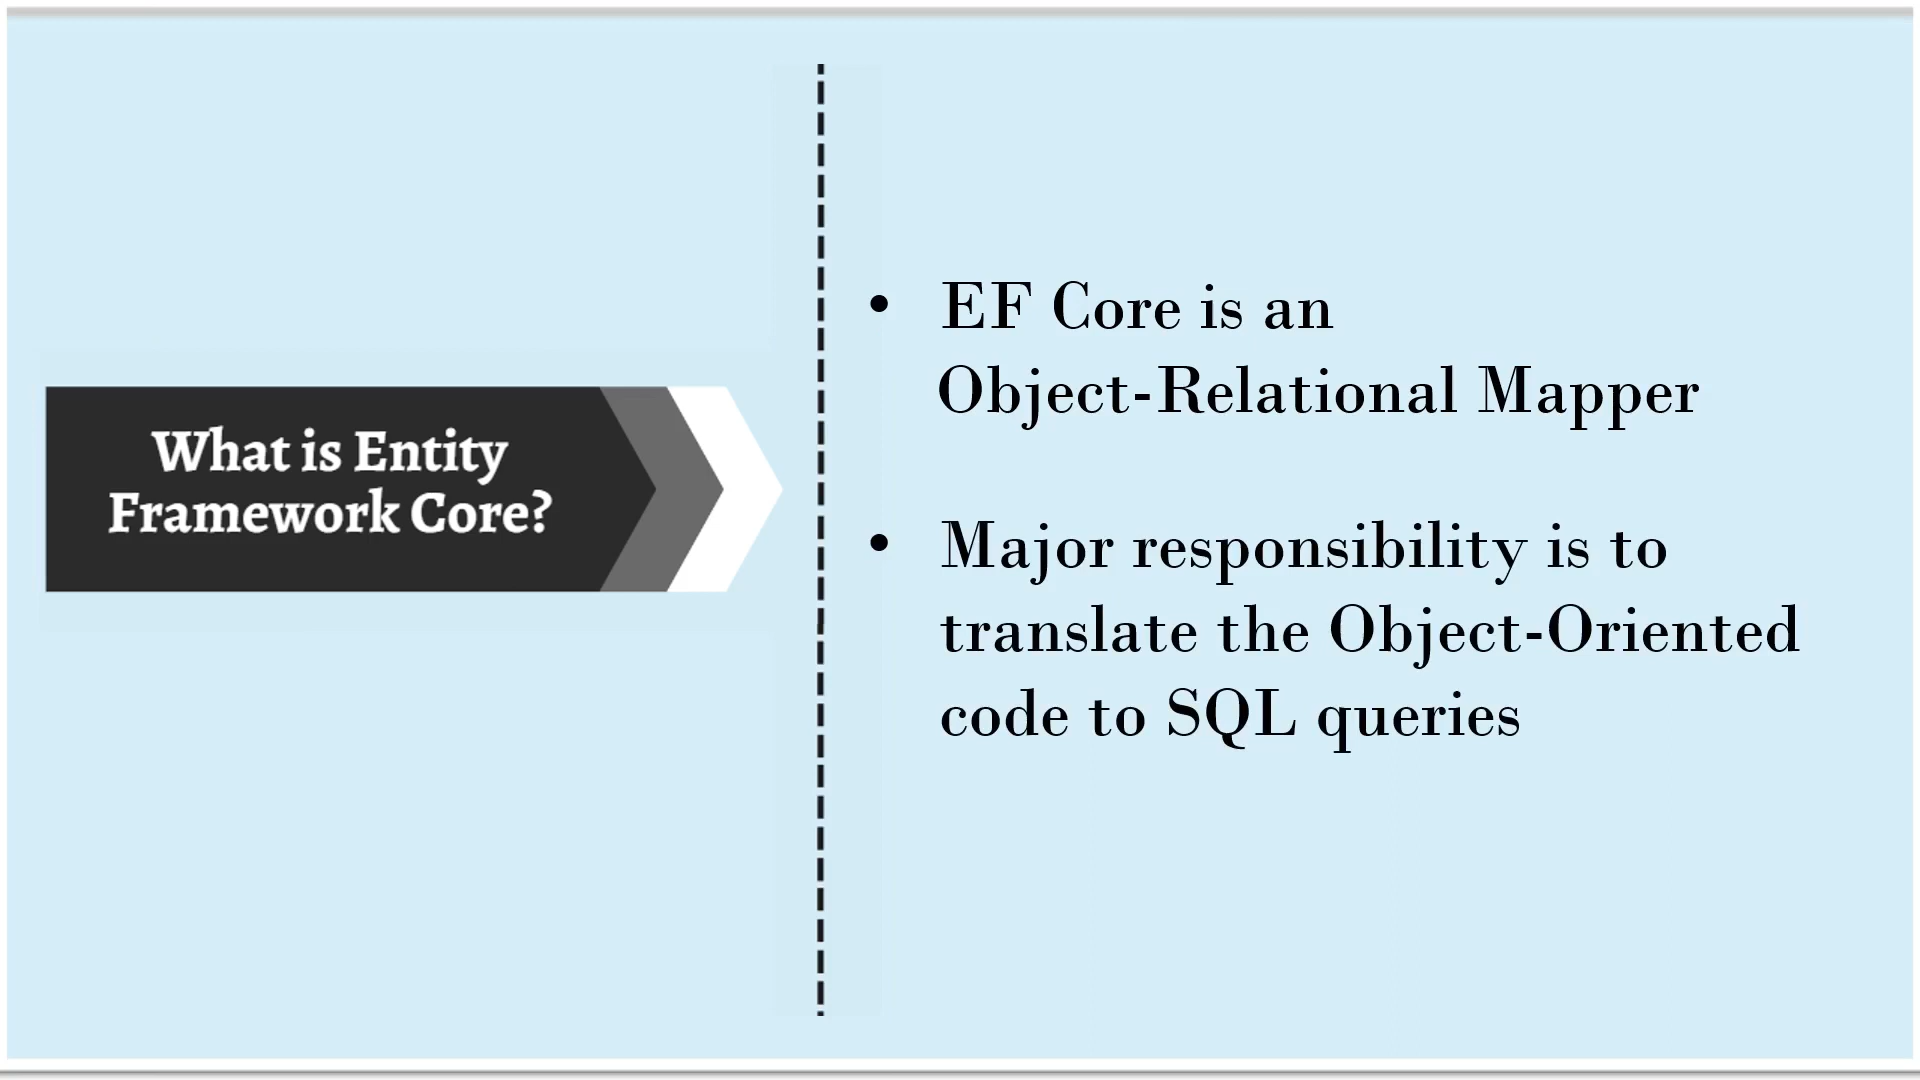 What is Entity
Framework Core?
• EF Core is an
Object-Relational Mapper
• Major responsibility is to
translate the Object-Oriented
code to SQL queries